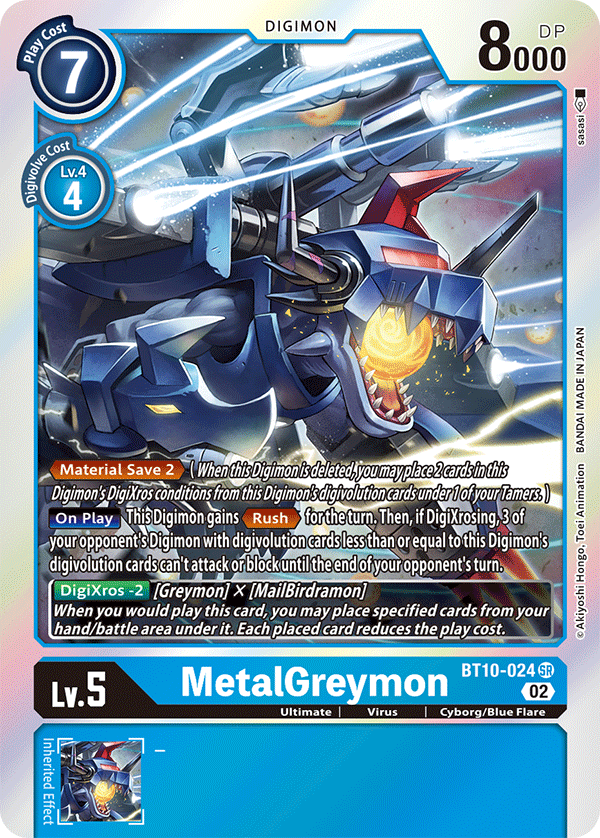 DIGIMON
Play Cost
7
DP
8000
Digivolve Cost
Lv.4
4
sasasi
© Akiyoshi Hongo, Toei Animation BANDAI MADE IN JAPAN
Material Save 2 ( When this Digimon is deleted, you may place 2 cards in this
Digimon's DigiXros conditions from this Digimon's digivolution cards under 1 of your Tamers. )
On Play This Digimon gains Rush for the turn. Then, if DigiXrosing, 3 of
your opponent's Digimon with digivolution cards less than or equal to this Digimon's
digivolution cards can't attack or block until the end of your opponent's turn.
DigiXros -2 [Greymon] × [MailBirdramon]
When you would play this card, you may place specified cards from your
hand/battle area under it. Each placed card reduces the play cost.
Lv.5
MetalGreymon
BT10-024 SR
02
Ultimate | Virus | Cyborg/Blue Flare
Inherited Effect
–